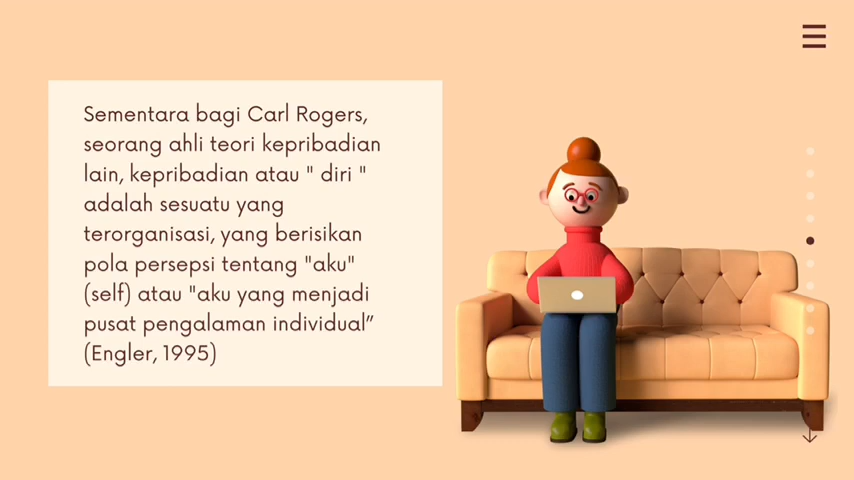 Sementara bagi Carl Rogers,
seorang ahli teori kepribadian
lain, kepribadian atau " diri "
adalah sesuatu yang
terorganisasi, yang berisikan
pola persepsi tentang "aku"
(self) atau "aku yang menjadi
pusat pengalaman individual”
(Engler, 1995)